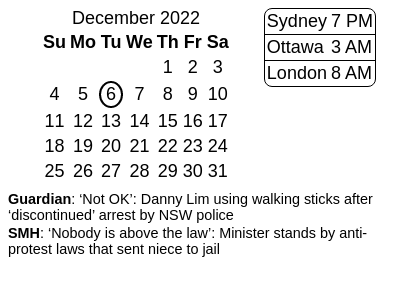 December 2022
Su Mo Tu We Th Fr Sa
1 2 3
4 5 6 7 8 9 10
11 12 13 14 15 16 17
18 19 20 21 22 23 24
25 26 27 28 29 30 31
Sydney 7 PM
Ottawa 3 AM
London 8 AM
Guardian: ‘Not OK’: Danny Lim using walking sticks after
‘discontinued’ arrest by NSW police
SMH: ‘Nobody is above the law’: Minister stands by anti-
protest laws that sent niece to jail